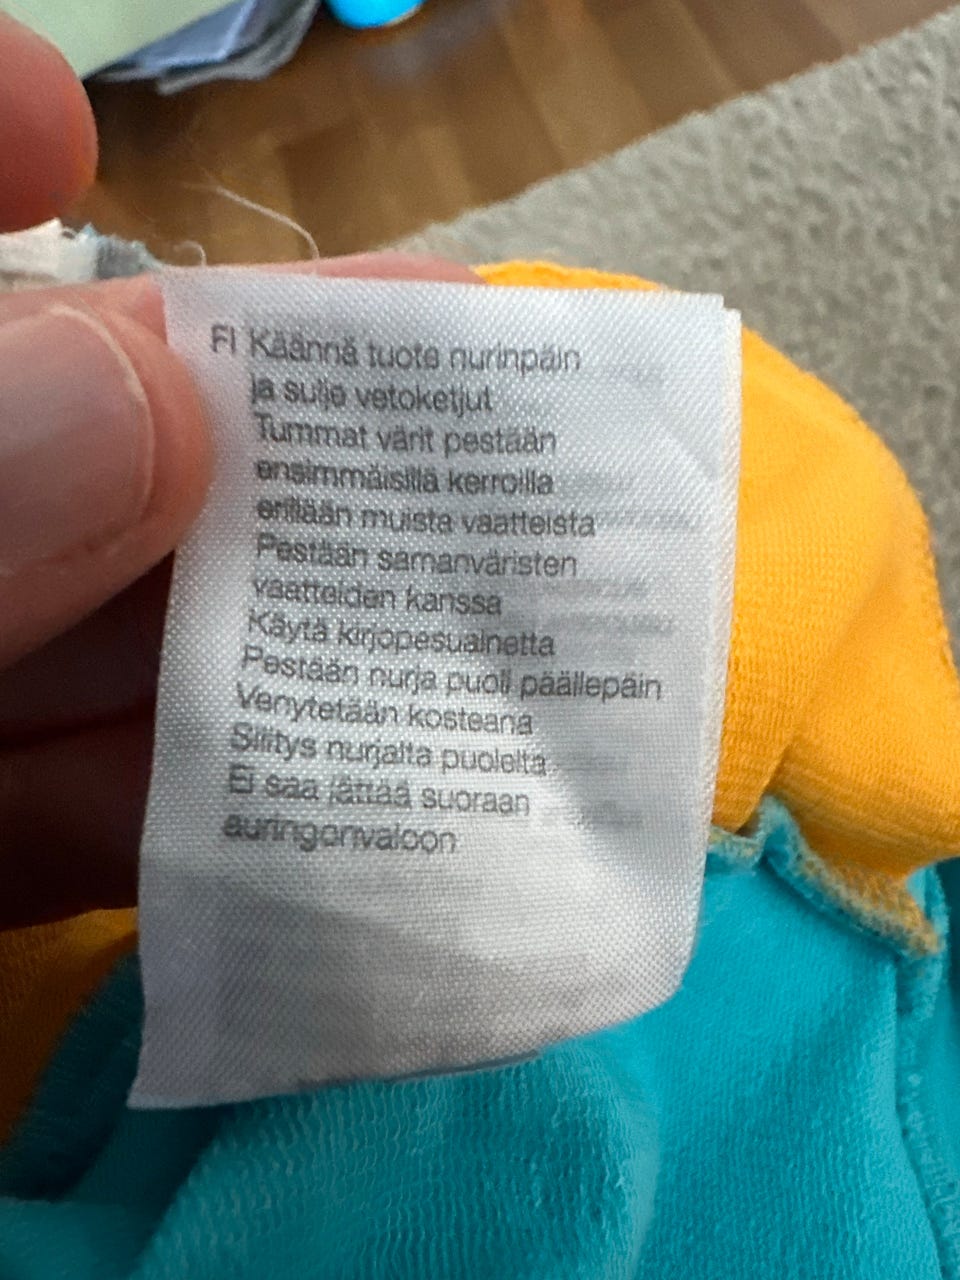 FI Käännä tuote nurinpäin
ja sulje vetoketjut
Tummat värit pestään
ensimmäisillä kerroilla
erillään muista vaatteista
Pestään samanväristen
vaatteiden kanssa
Käytä kirjopesuainetta
Pestään nurja puoli päällepäin
Venytetään kosteana
Silitys nurjalta puolelta
Ei saa jättää suoraan
auringonvaloon